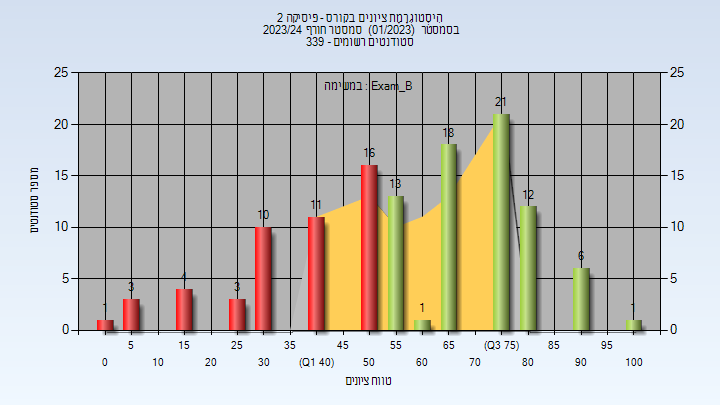 הִיסְטוֹגְרַמַּת ציונים בקורס - פיסיקה 2
בסמסטר (01/2023) סמסטר חורף 2023/24
סטודנטים רשומים - 339
במשימה : Exam_B
מספר סטודנטים
25 20 15 10 5 0
25 20 15 10 5 0
1 3 4 3 10 11 16 13 1 18 21 12 6 1
5 15 25 35 45 55 65 (Q3 75) 85 95
0 10 20 30 (Q1 40) 50 60 70 80 90 100
טווח ציונים